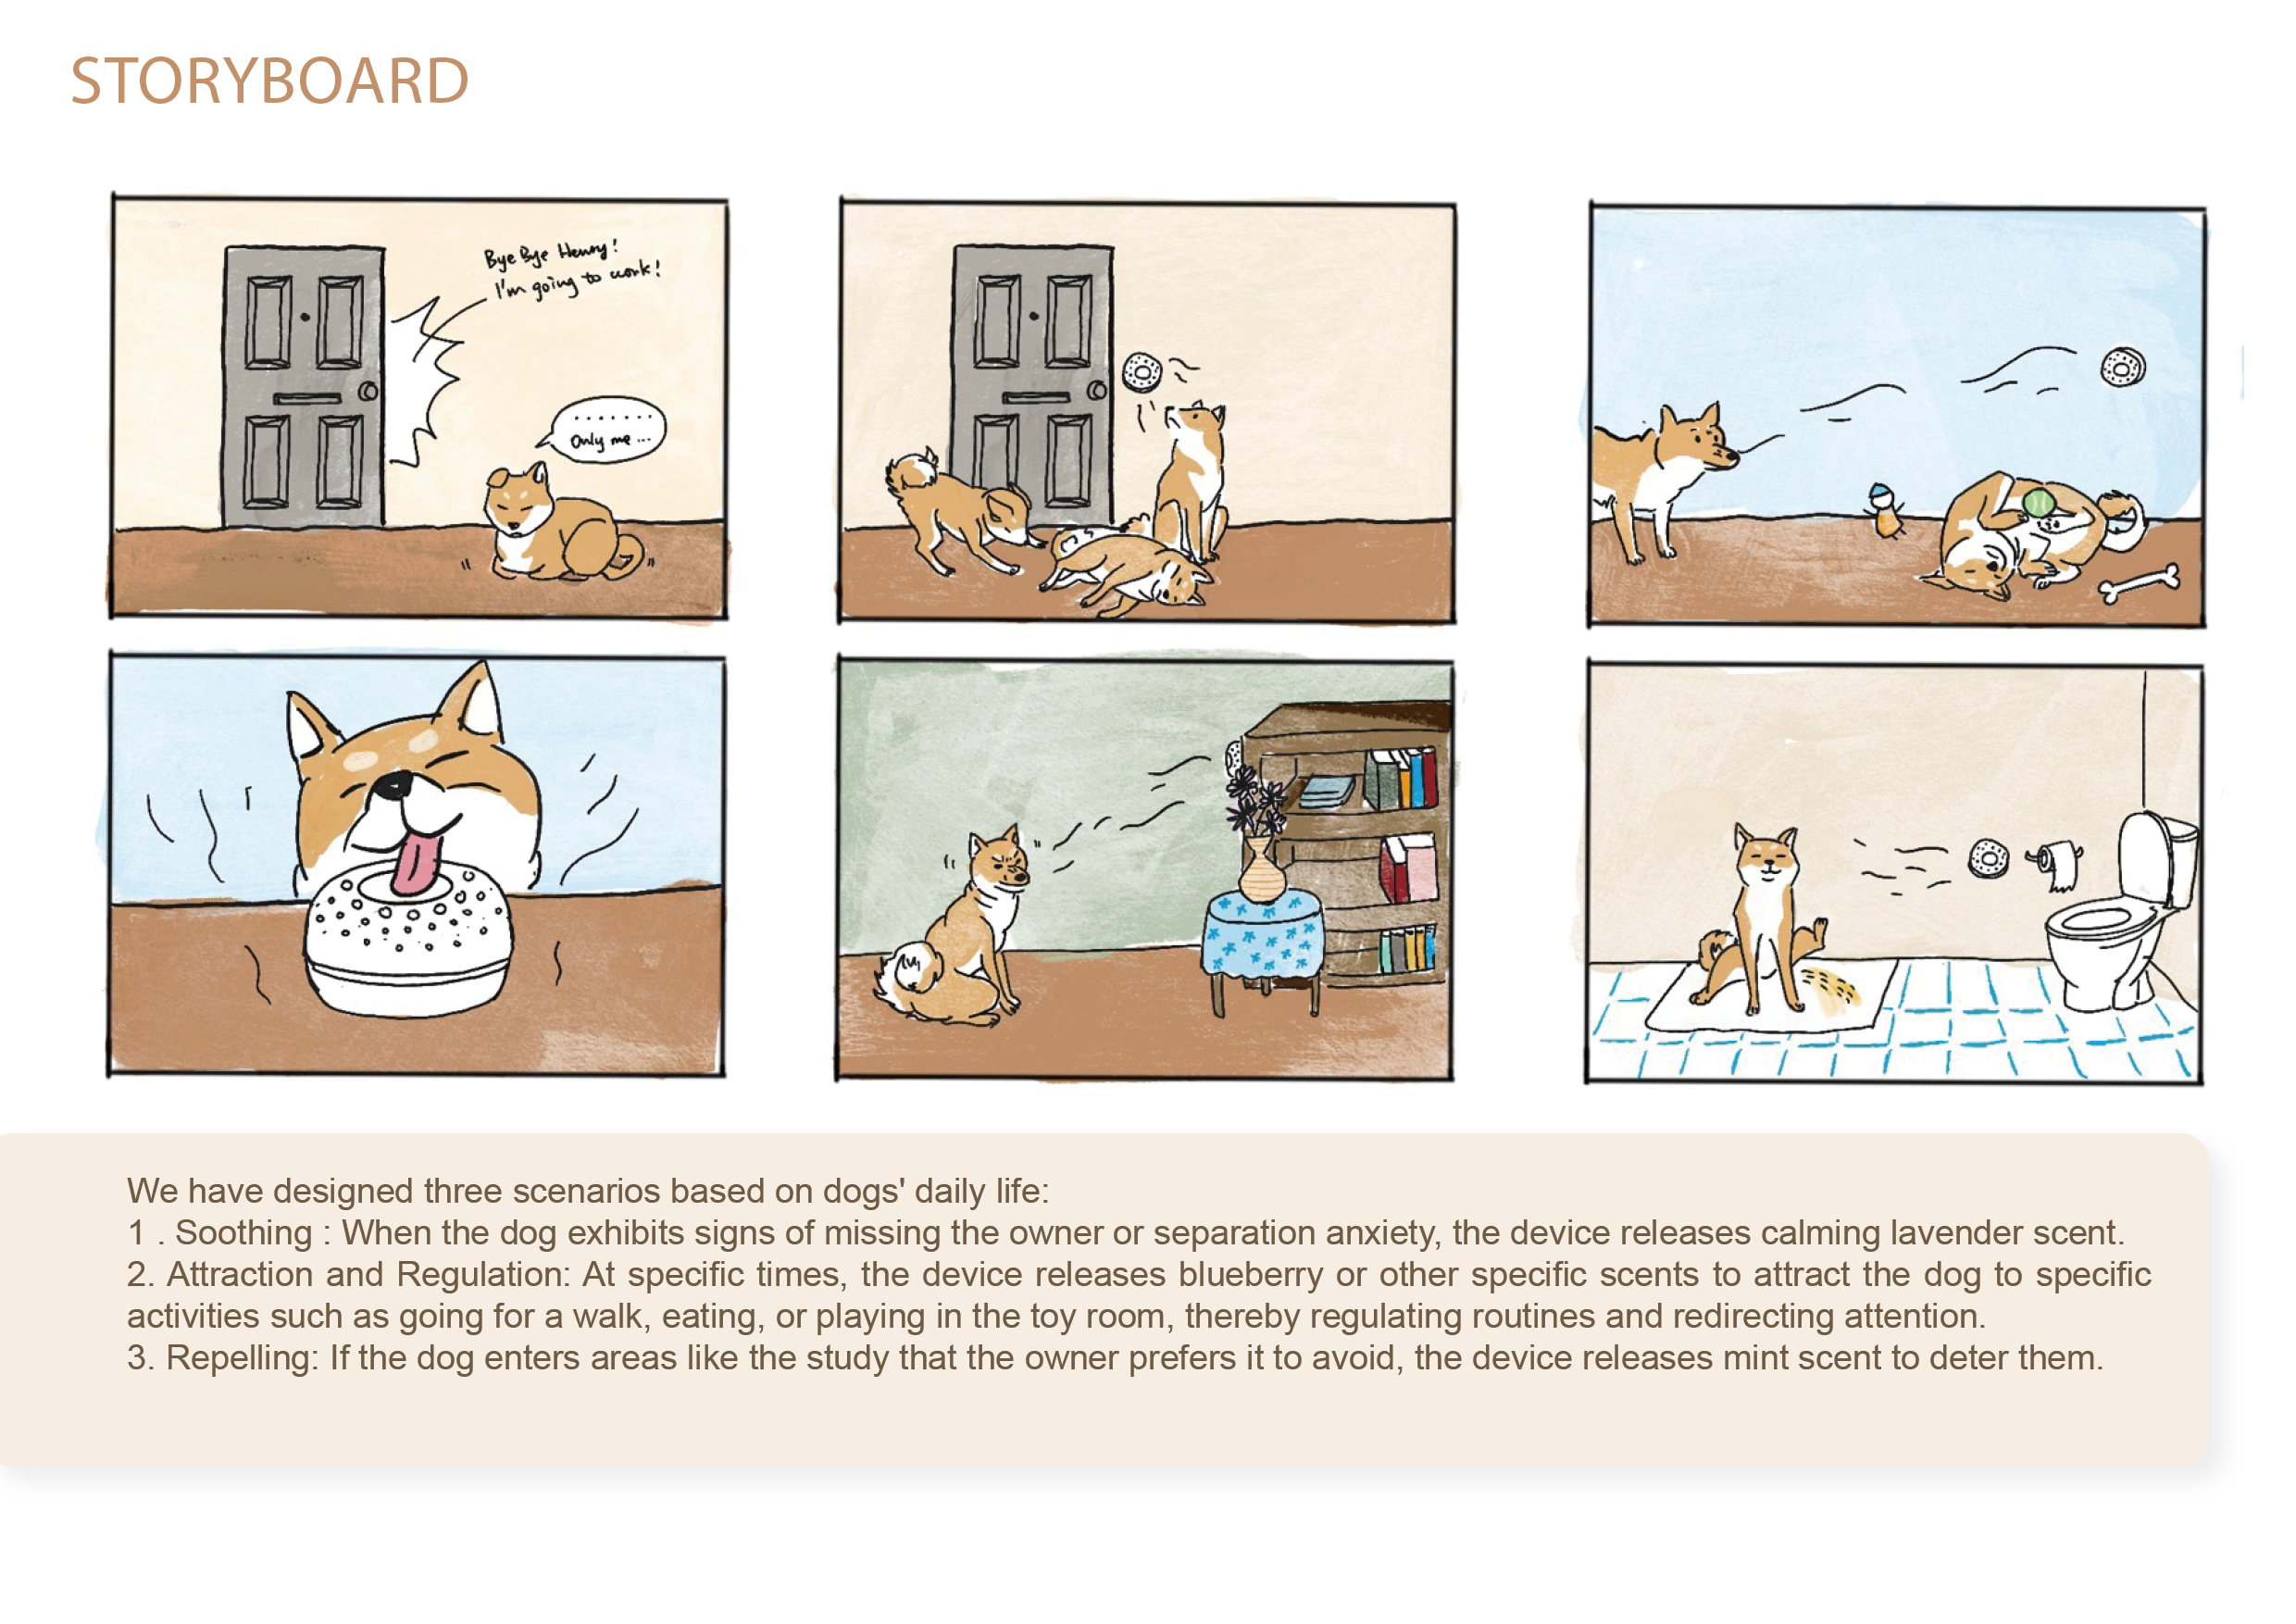 STORYBOARD
Bye Bye Henry!
I'm going to work!
.......
Only me ...
We have designed three scenarios based on dogs' daily life:
1 . Soothing : When the dog exhibits signs of missing the owner or separation anxiety, the device releases calming lavender scent.
2. Attraction and Regulation: At specific times, the device releases blueberry or other specific scents to attract the dog to specific
activities such as going for a walk, eating, or playing in the toy room, thereby regulating routines and redirecting attention.
3. Repelling: If the dog enters areas like the study that the owner prefers it to avoid, the device releases mint scent to deter them.